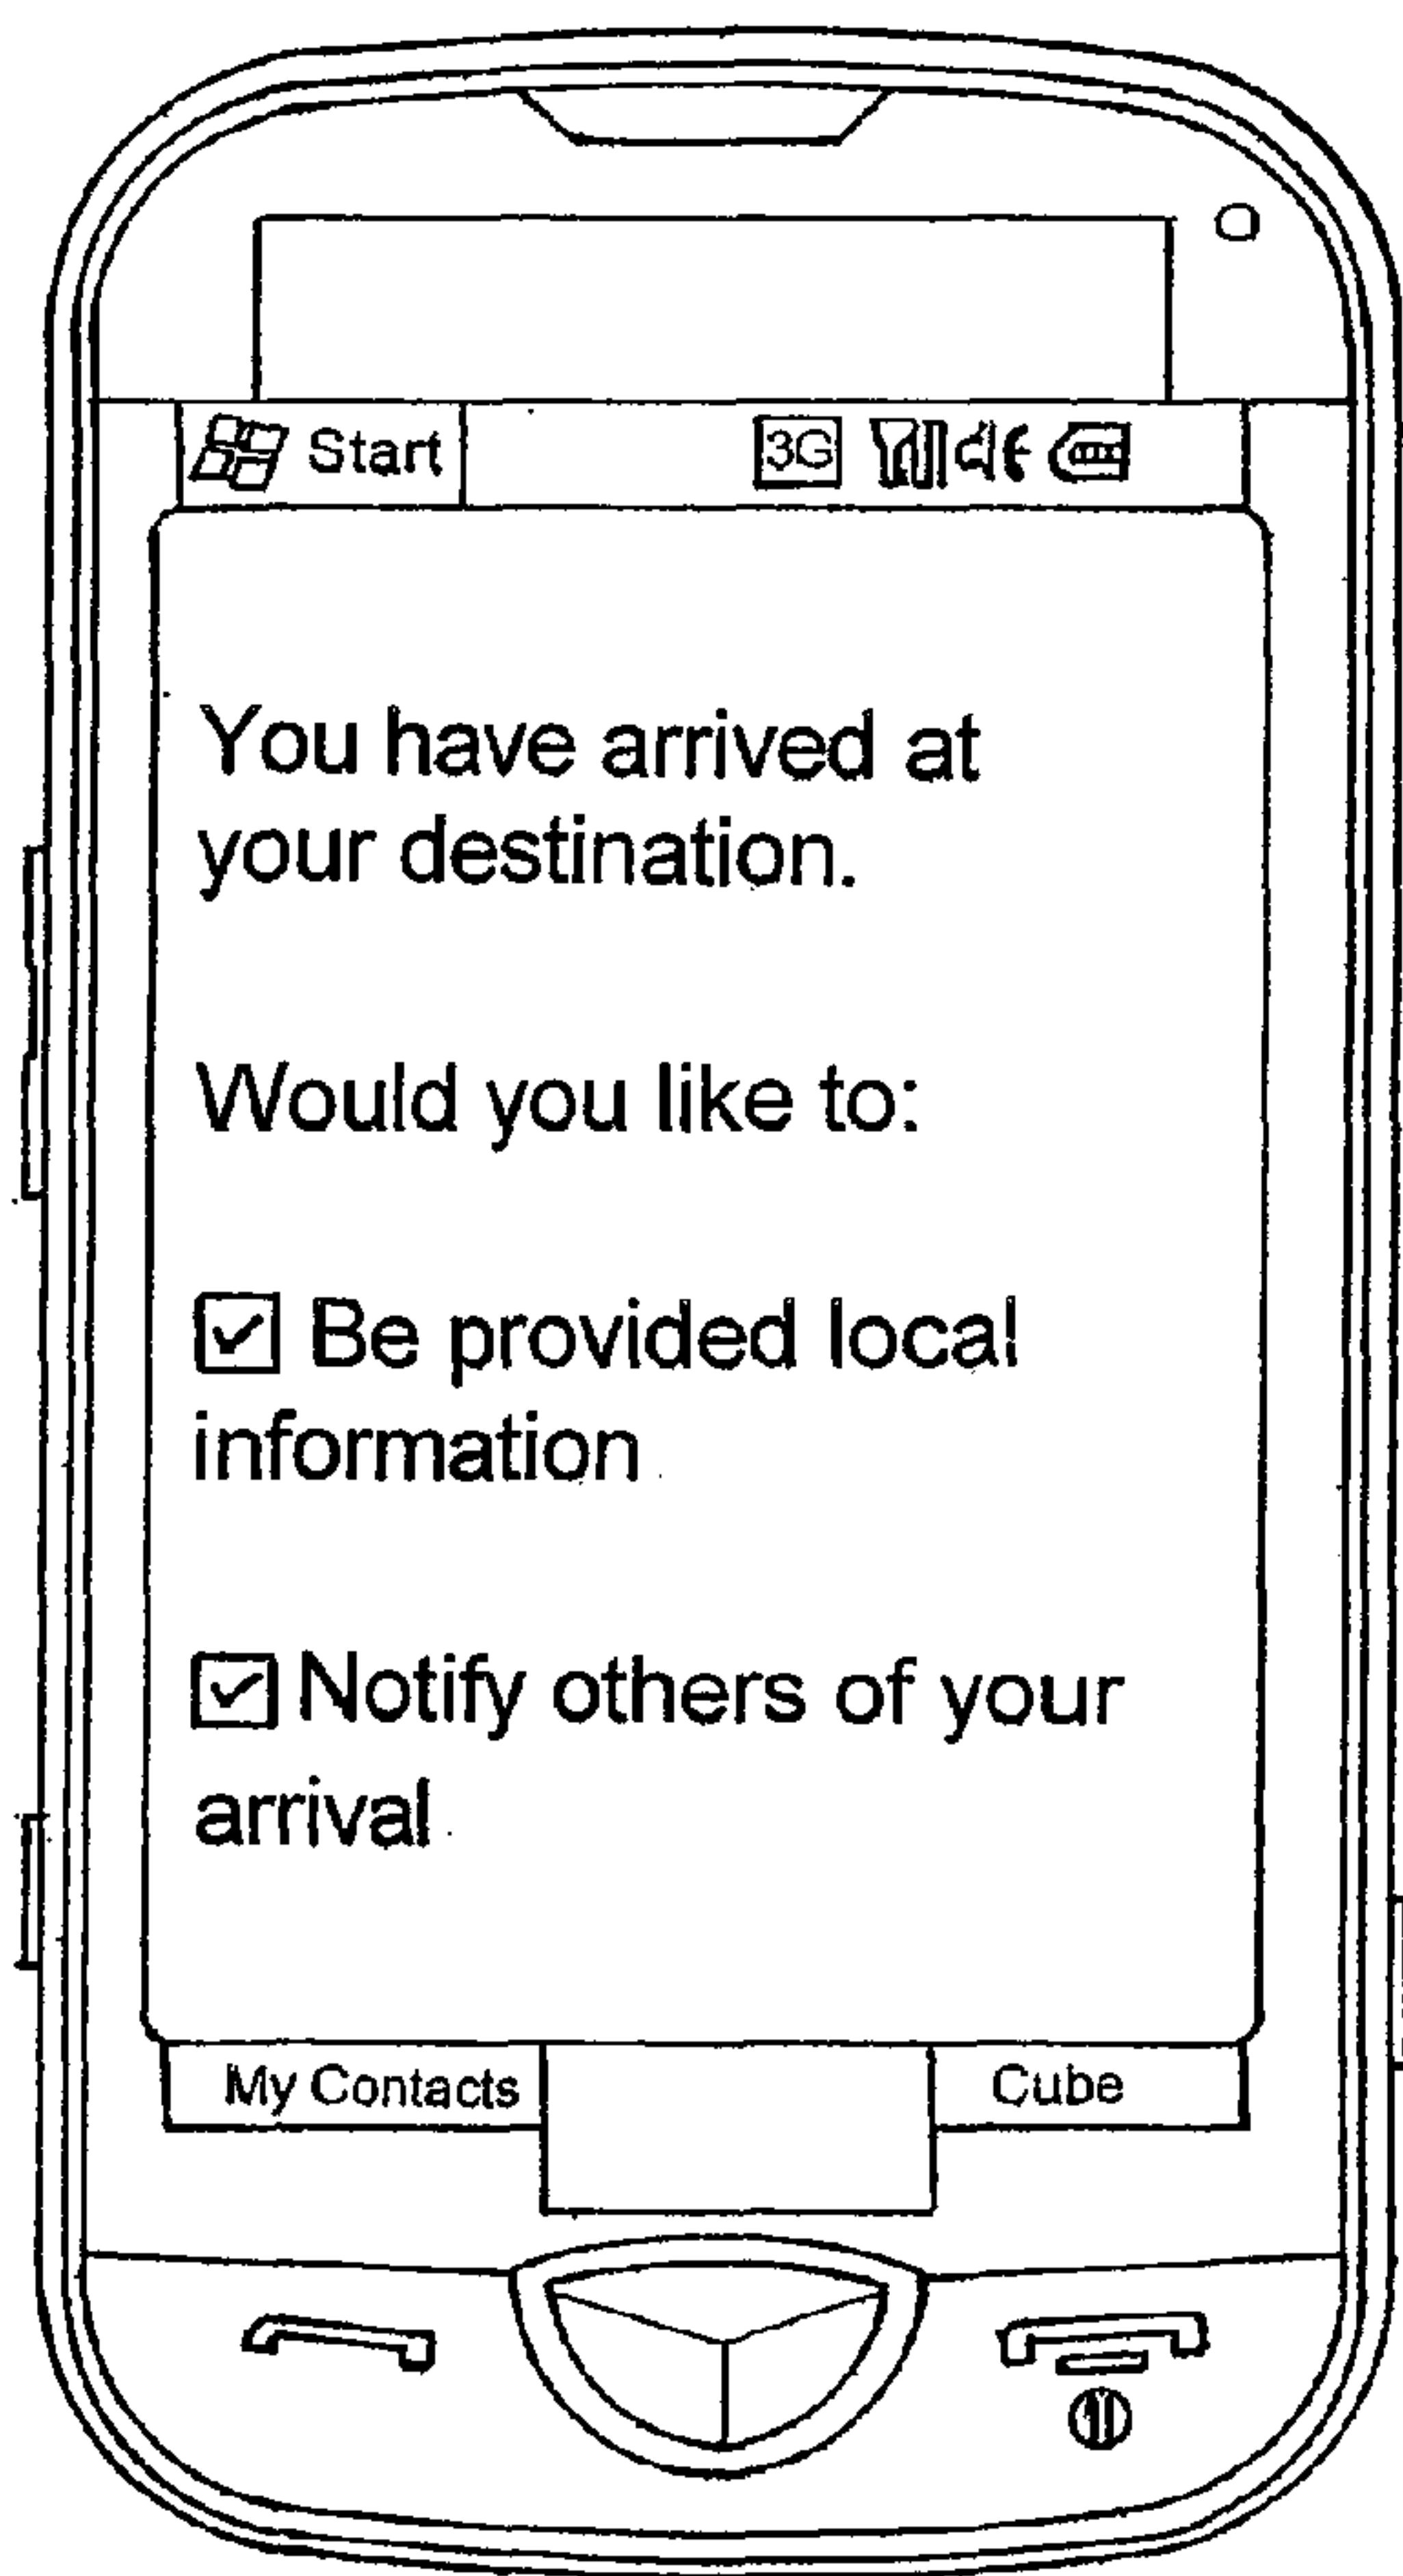 Start 3G
You have arrived at
your destination.
Would you like to:
Be provided local
information
Notify others of your
arrival
My Contacts Cube